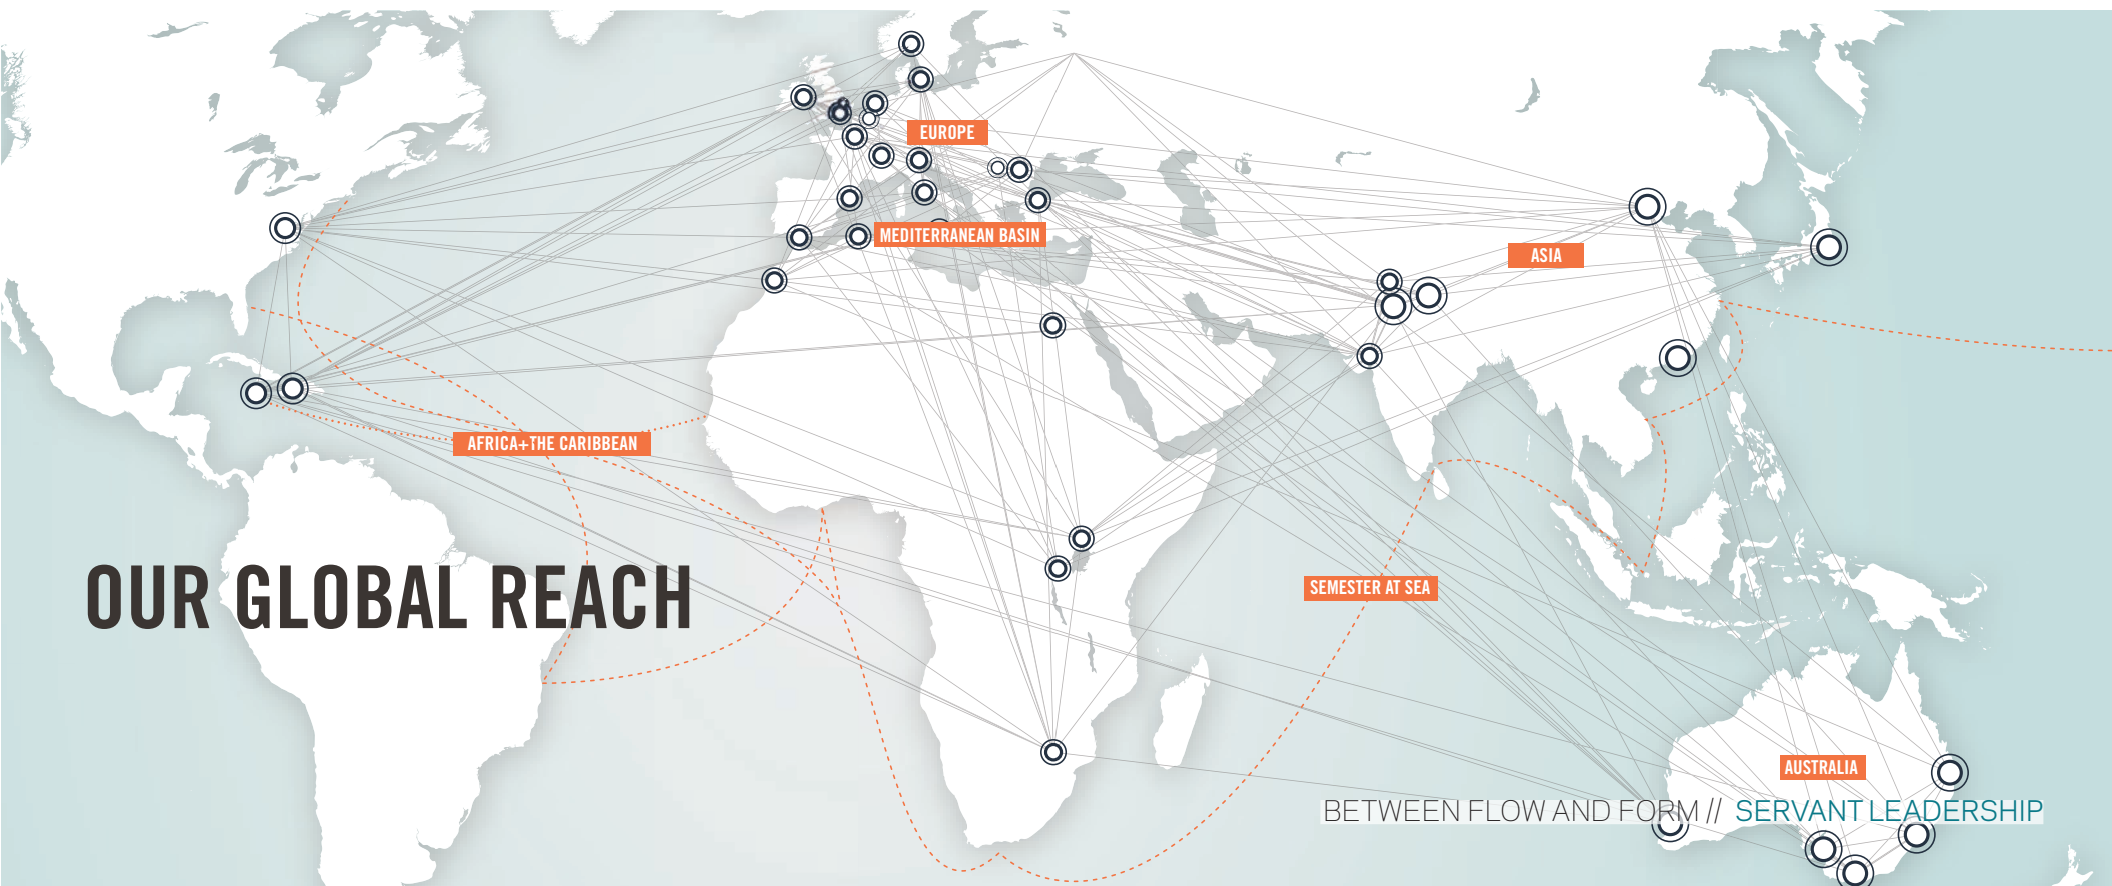 EUROPE
MEDITERRANEAN BASIN
ASIA
AFRICA+THE CARIBBEAN
OUR GLOBAL REACH
SEMESTER AT SEA
AUSTRALIA
BETWEEN FLOW AND FORM // SERVANT LEADERSHIP